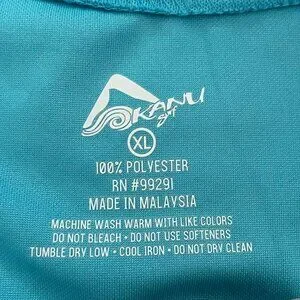 KANU
surf
XL
100% POLYESTER
RN #99291
MADE IN MALAYSIA
MACHINE WASH WARM WITH LIKE COLORS
DO NOT BLEACH • DO NOT USE SOFTENERS
TUMBLE DRY LOW • COOL IRON • DO NOT DRY CLEAN